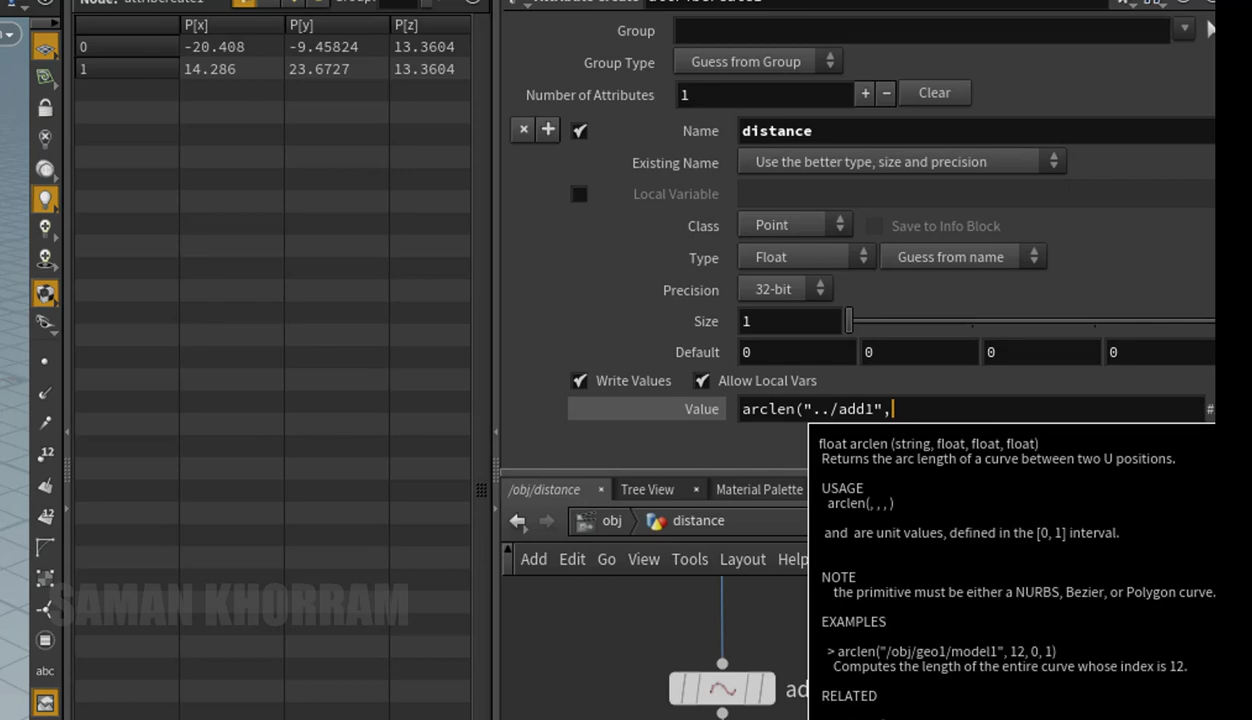 P[x] P[y] P[z]
0 -20.408 -9.45824 13.3604
1 14.286 23.6727 13.3604
Group
Group Type Guess from Group
Number of Attributes 1 + - Clear
× + Name distance
Existing Name Use the better type, size and precision
Local Variable
Class Point Save to Info Block
Type Float Guess from name
Precision 32-bit
Size 1
Default 0 0 0 0
Write Values Allow Local Vars
Value arclen("../add1",
float arclen (string, float, float, float)
Returns the arc length of a curve between two U positions.
USAGE
arclen(, , , )
and are unit values, defined in the [0, 1] interval.
NOTE
the primitive must be either a NURBS, Bezier, or Polygon curve.
EXAMPLES
> arclen("/obj/geo1/model1", 12, 0, 1)
Computes the length of the entire curve whose index is 12.
RELATED
/obj/distance × Tree View × Material Palette
obj distance
Add Edit Go View Tools Layout Help
ad
12
12
abc
SAMAN KHORRAM